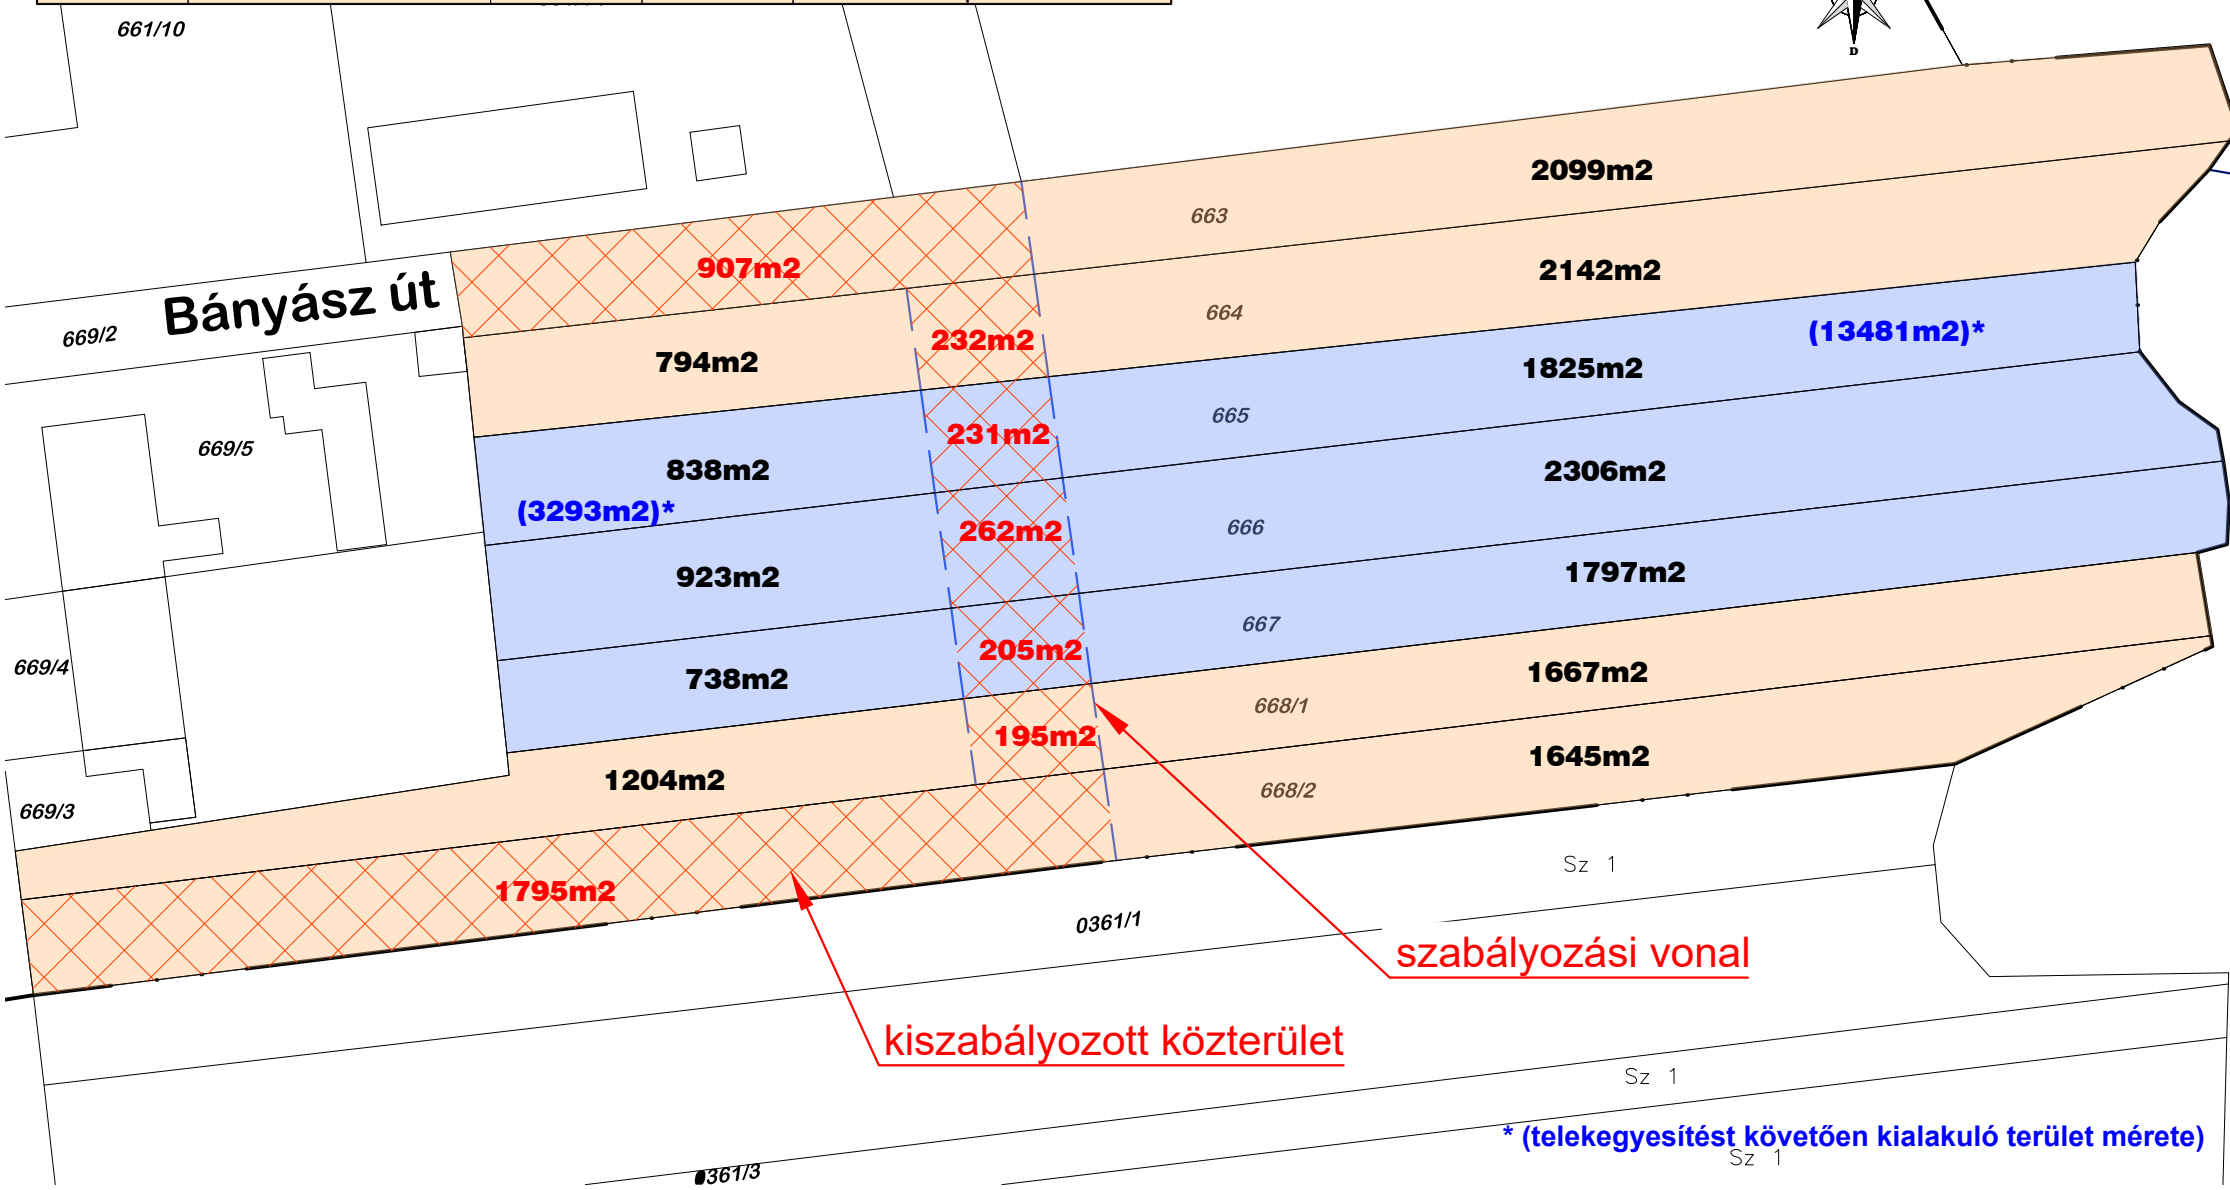 661/10
D
2099m2
663
907m2
2142m2
Bányász út
669/2
664
232m2
794m2
(13481m2)*
1825m2
665
231m2
669/5
838m2
2306m2
(3293m2)*
666
262m2
923m2
1797m2
667
205m2
669/4
738m2
1667m2
668/1
195m2
1204m2
1645m2
668/2
669/3
1795m2
Sz 1
0361/1
szabályozási vonal
kiszabályozott közterület
Sz 1
* (telekegyesítést követően kialakuló terület mérete)
Sz 1
0361/3